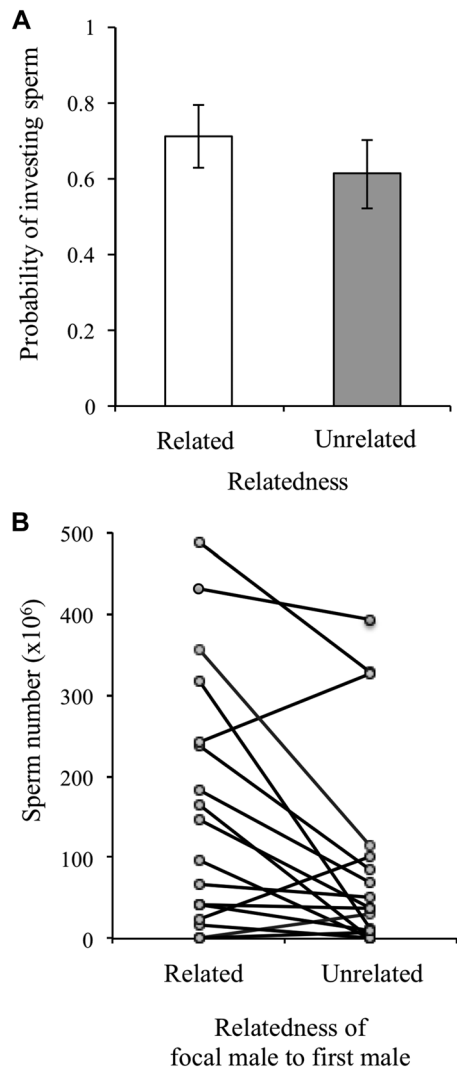 A
Probability of investing sperm
1
0.8
0.6
0.4
0.2
0
Related Unrelated
Relatedness
B
Sperm number (x10⁶)
500
400
300
200
100
0
Related Unrelated
Relatedness of
focal male to first male